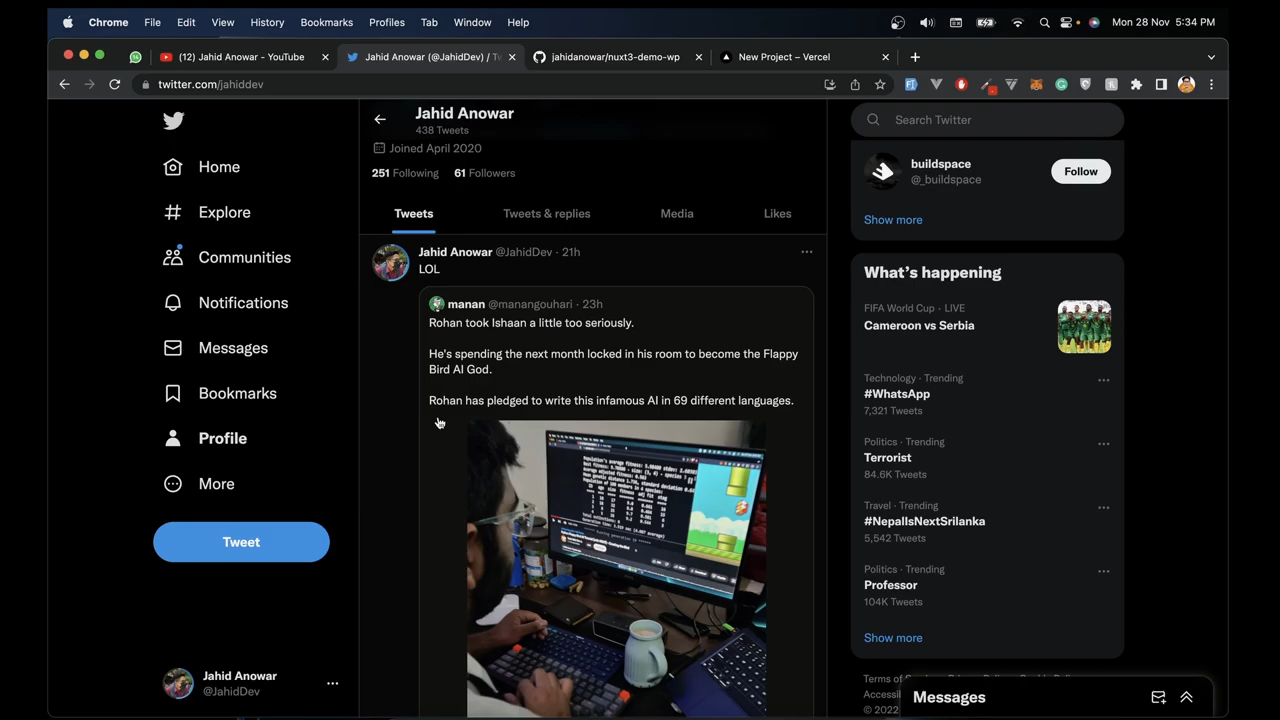 Chrome File Edit View History Bookmarks Profiles Tab Window Help
Mon 28 Nov 5:34 PM
(12) Jahid Anowar - YouTube
Jahid Anowar (@JahidDev) / Tw
jahidanowar/nuxt3-demo-wp
New Project – Vercel
twitter.com/jahiddev
Jahid Anowar
438 Tweets
Joined April 2020
251 Following 61 Followers
Tweets
Tweets & replies
Media
Likes
Home
Explore
Communities
Notifications
Messages
Bookmarks
Profile
More
Tweet
Jahid Anowar
@JahidDev
Jahid Anowar @JahidDev · 21h
LOL
manan @manangouhari · 23h
Rohan took Ishaan a little too seriously.
He's spending the next month locked in his room to become the Flappy
Bird AI God.
Rohan has pledged to write this infamous AI in 69 different languages.
Search Twitter
buildspace
@_buildspace
Follow
Show more
What's happening
FIFA World Cup · LIVE
Cameroon vs Serbia
Technology · Trending
#WhatsApp
7,321 Tweets
Politics · Trending
Terrorist
84.6K Tweets
Travel · Trending
#NepalIsNextSrilanka
5,542 Tweets
Politics · Trending
Professor
104K Tweets
Show more
Terms of
© 2022
Messages